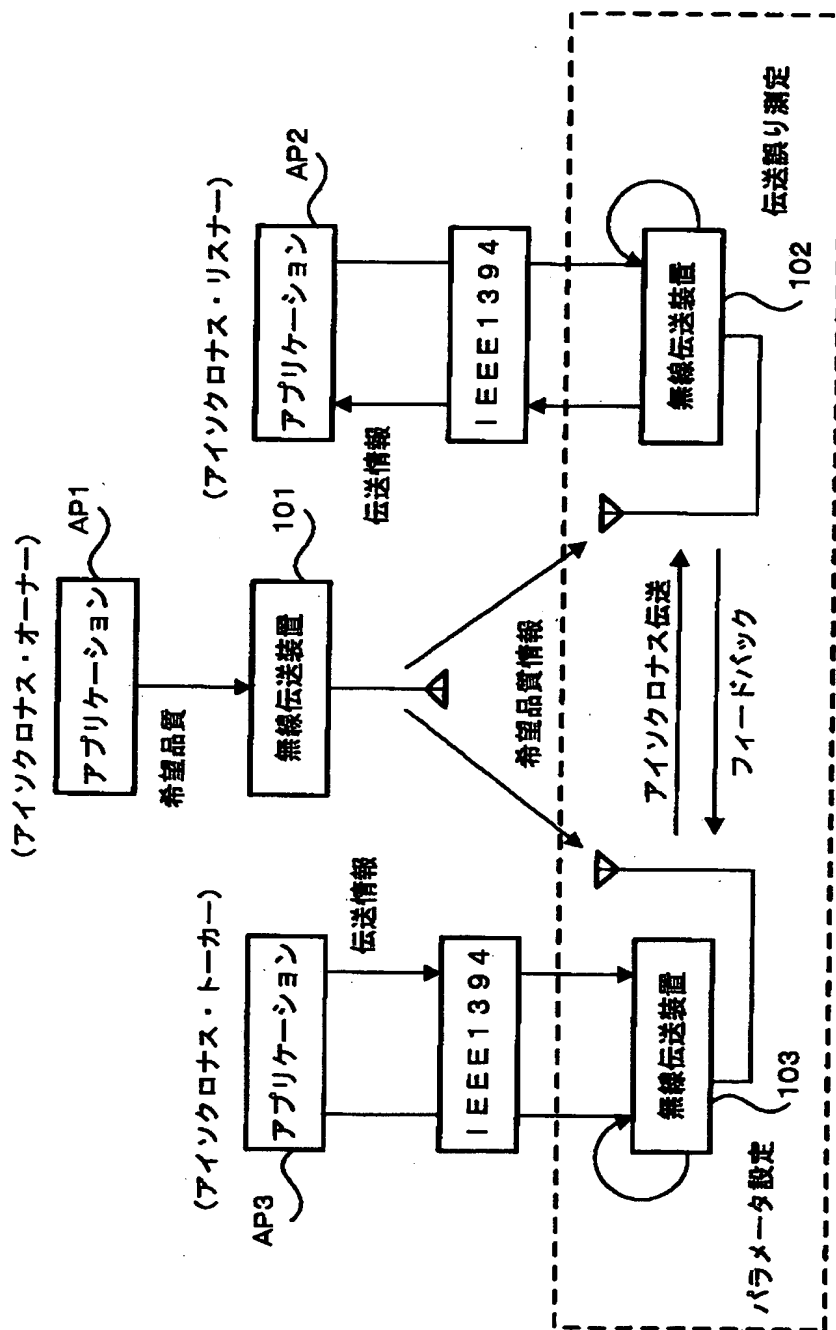 (アイソクロナス・オーナー)
アプリケーション
AP1
希望品質
無線伝送装置
101
希望品質情報
(アイソクロナス・トーカー)
AP3
アプリケーション
伝送情報
IEEE1394
無線伝送装置
103
パラメータ設定
(アイソクロナス・リスナー)
アプリケーション
AP2
伝送情報
IEEE1394
無線伝送装置
102
伝送誤り測定
アイソクロナス伝送
フィードバック